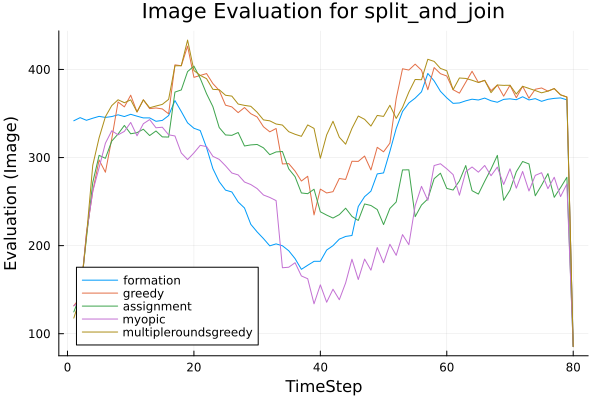 Image Evaluation for split_and_join
Evaluation (Image)
400
300
200
100
formation
greedy
assignment
myopic
multipleroundsgreedy
0
20
40
60
80
TimeStep